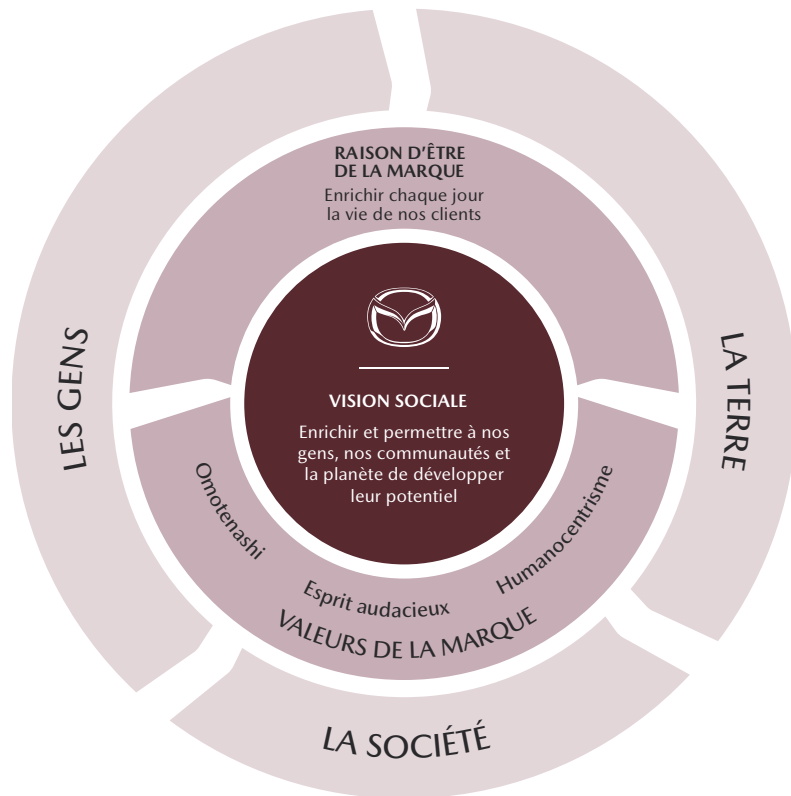 RAISON D'ÊTRE
DE LA MARQUE
Enrichir chaque jour
la vie de nos clients
LES GENS
LA TERRE
VISION SOCIALE
Enrichir et permettre à nos
gens, nos communautés et
la planète de développer
leur potentiel
Omotenashi
Esprit audacieux
Humanocentrisme
VALEURS DE LA MARQUE
LA SOCIÉTÉ